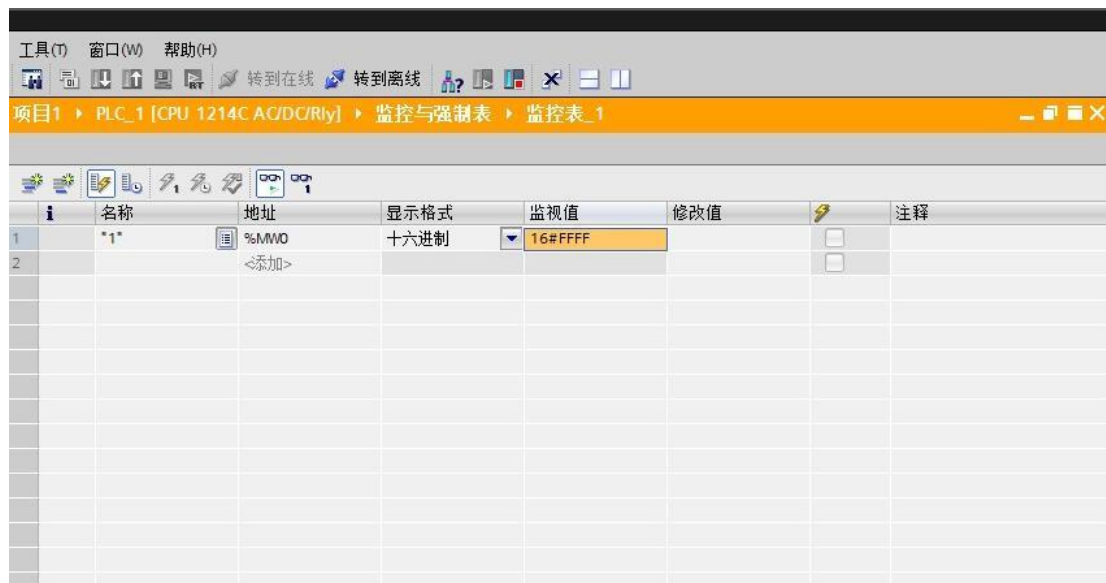 工具(T) 窗口(W) 帮助(H)
转到在线 转到离线
项目1 PLC_1 [CPU 1214C AC/DC/Rly] 监控与强制表 监控表_1
i 名称 地址 显示格式 监视值 修改值 注释
1 "1" %MW0 十六进制 16#FFFF
2 <添加>